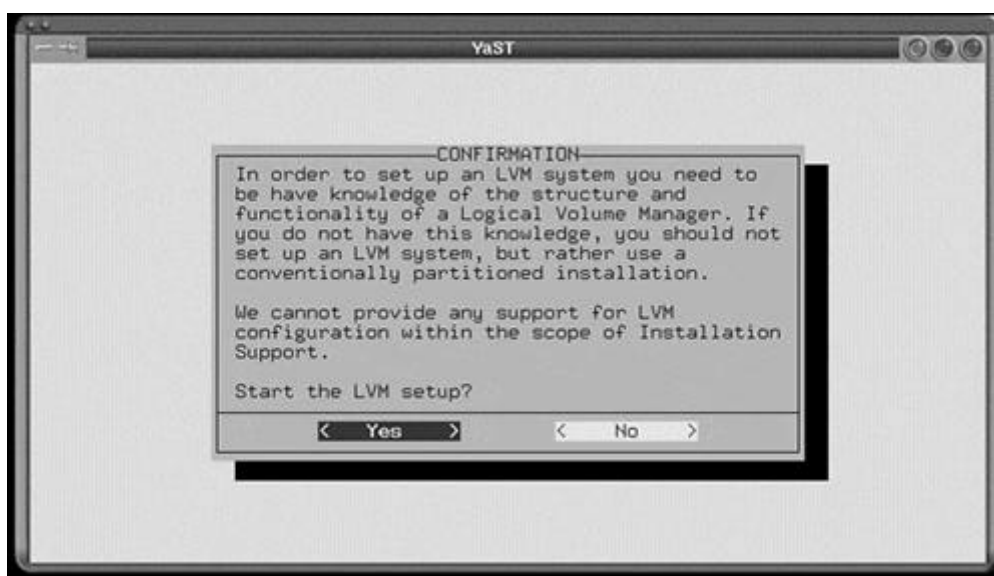 YaST
CONFIRMATION
In order to set up an LVM system you need to
be have knowledge of the structure and
functionality of a Logical Volume Manager. If
you do not have this knowledge, you should not
set up an LVM system, but rather use a
conventionally partitioned installation.
We cannot provide any support for LVM
configuration within the scope of Installation
Support.
Start the LVM setup?
< Yes > < No >